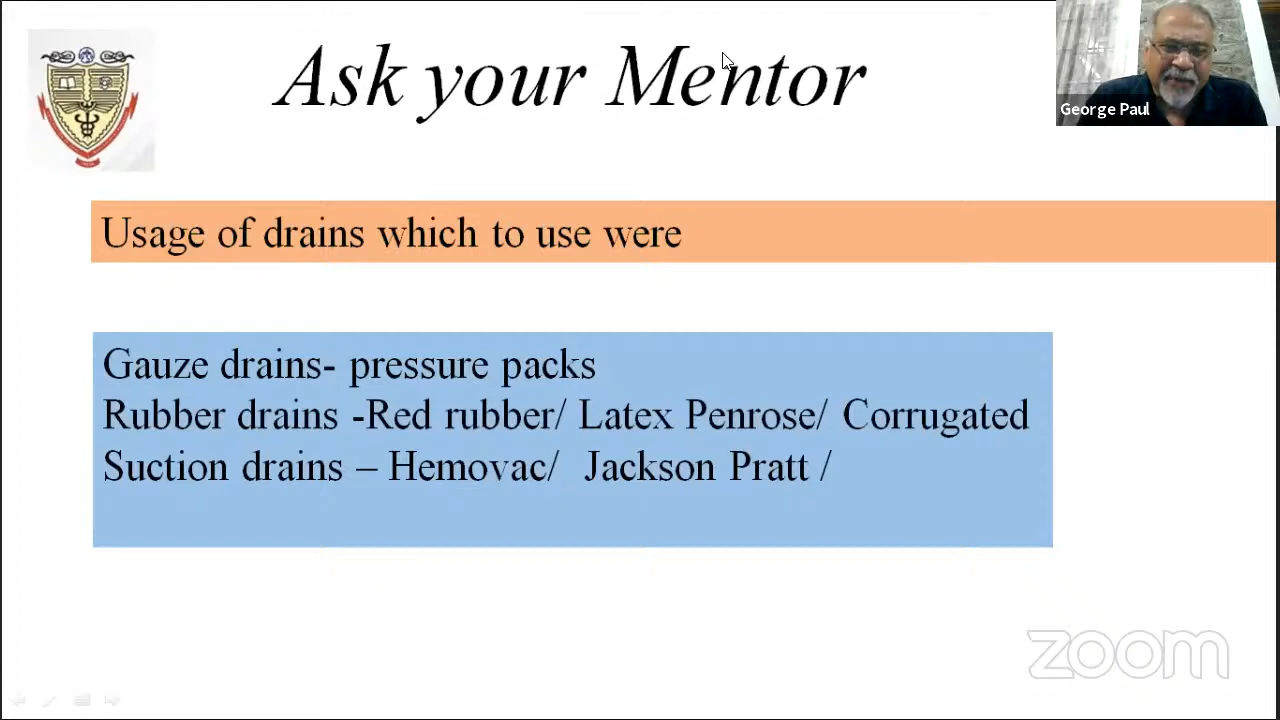 Ask your Mentor
George Paul
Usage of drains which to use were
Gauze drains- pressure packs
Rubber drains -Red rubber/ Latex Penrose/ Corrugated
Suction drains – Hemovac/ Jackson Pratt /
zoom